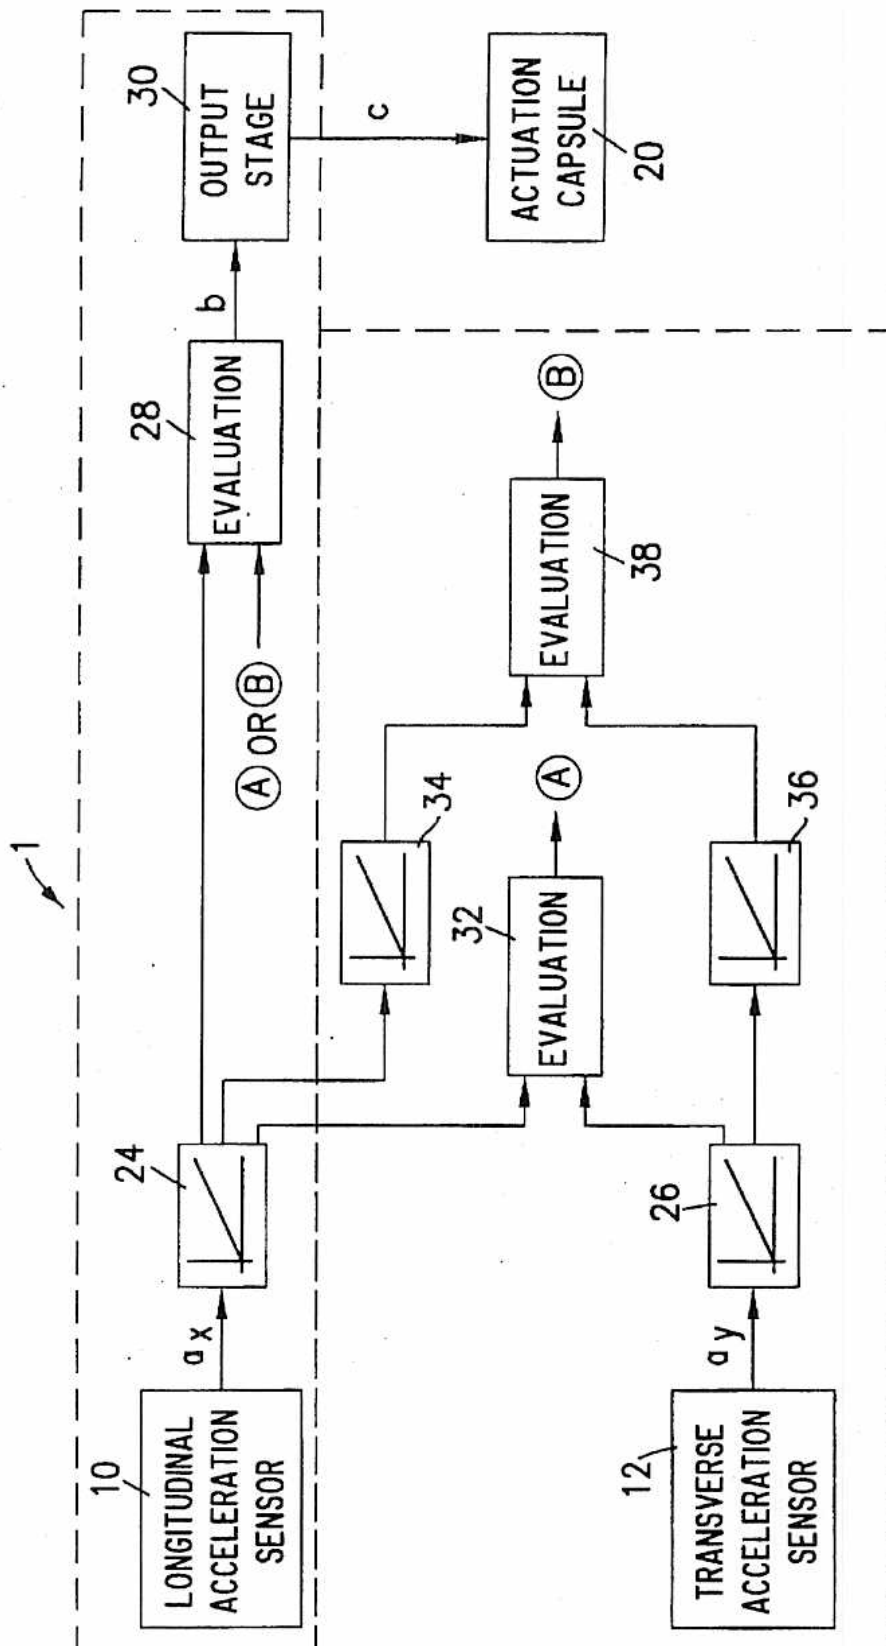 1
10
LONGITUDINAL
ACCELERATION
SENSOR
a x
24
Ⓐ OR Ⓑ
28
EVALUATION
b
30
OUTPUT
STAGE
c
ACTUATION
CAPSULE
20
34
32
EVALUATION
Ⓐ
EVALUATION
38
Ⓑ
12
TRANSVERSE
ACCELERATION
SENSOR
a y
26
36